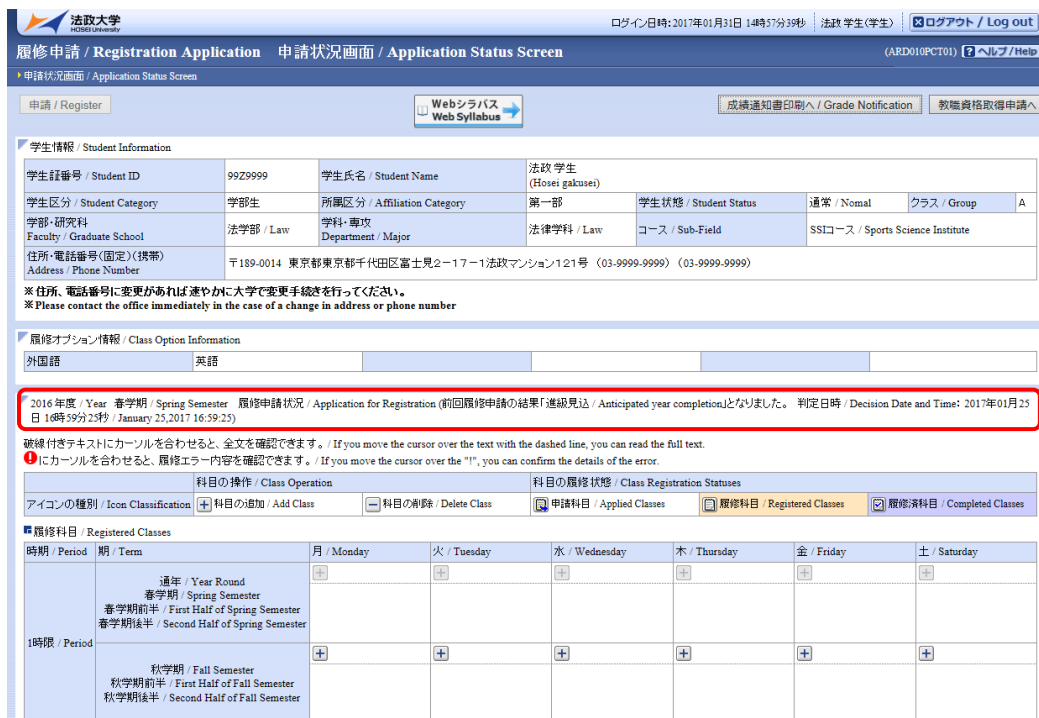 法政大学
HOSEI University
ログイン日時:2017年01月31日 14時57分39秒 法政 学生(学生) ログアウト / Log out
履修申請 / Registration Application 申請状況画面 / Application Status Screen (ARD010PCT01) ? ヘルプ / Help
申請状況画面 / Application Status Screen
申請 / Register
Webシラバス
Web Syllabus
成績通知書印刷へ / Grade Notification 教職資格取得申請へ
学生情報 / Student Information
学生証番号 / Student ID 99Z9999 学生氏名 / Student Name 法政 学生
(Hosei gakusei)
学生区分 / Student Category 学部生 所属区分 / Affiliation Category 第一部 学生状態 / Student Status 通常 / Nomal クラス / Group A
学部・研究科
Faculty / Graduate School 法学部 / Law 学科・専攻
Department / Major 法律学科 / Law コース / Sub-Field SSIコース / Sports Science Institute
住所・電話番号(固定)(携帯)
Address / Phone Number 〒189-0014 東京都東京都千代田区富士見2-17-1法政マンション121号 (03-9999-9999) (03-9999-9999)
※住所、電話番号に変更があれば速やかに大学で変更手続きを行ってください。
※Please contact the office immediately in the case of a change in address or phone number
履修オプション情報 / Class Option Information
外国語 英語
2016 年度 / Year 春学期 / Spring Semester 履修申請状況 / Application for Registration (前回履修申請の結果「進級見込 / Anticipated year completion」となりました。 判定日時 / Decision Date and Time: 2017年01月25
日 16時59分25秒 / January 25,2017 16:59:25)
破線付きテキストにカーソルを合わせると、全文を確認できます。/ If you move the cursor over the text with the dashed line, you can read the full text.
!にカーソルを合わせると、履修エラー内容を確認できます。/ If you move the cursor over the "!", you can confirm the details of the error.
科目の操作 / Class Operation 科目の履修状態 / Class Registration Statuses
アイコンの種別 / Icon Classification + 科目の追加 / Add Class − 科目の削除 / Delete Class 申請科目 / Applied Classes 履修科目 / Registered Classes 履修済科目 / Completed Classes
履修科目 / Registered Classes
時期 / Period 期 / Term 月 / Monday 火 / Tuesday 水 / Wednesday 木 / Thursday 金 / Friday 土 / Saturday
1時限 / Period
通年 / Year Round
春学期 / Spring Semester
春学期前半 / First Half of Spring Semester
春学期後半 / Second Half of Spring Semester
秋学期 / Fall Semester
秋学期前半 / First Half of Fall Semester
秋学期後半 / Second Half of Fall Semester